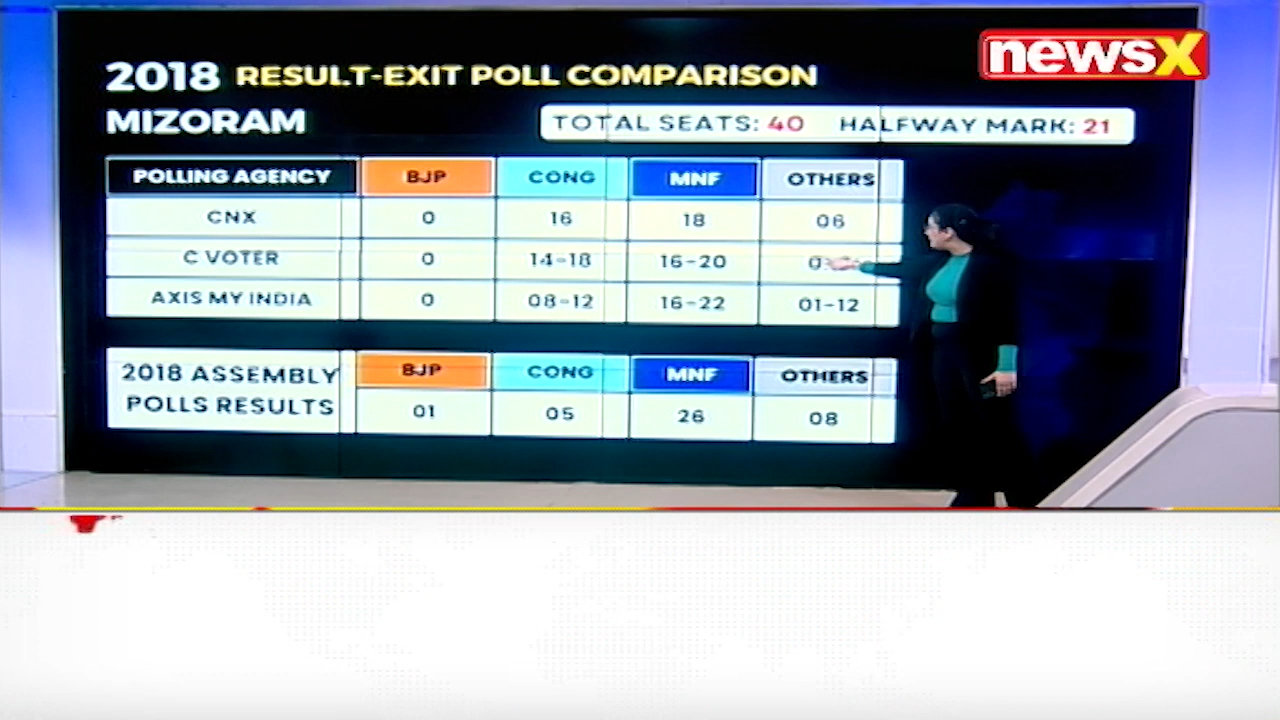 newsX
2018 RESULT-EXIT POLL COMPARISON
MIZORAM
TOTAL SEATS: 40 HALFWAY MARK: 21
POLLING AGENCY BJP CONG MNF OTHERS
CNX 0 16 18 06
C VOTER 0 14-18 16-20
AXIS MY INDIA 0 08-12 16-22 01-12
2018 ASSEMBLY POLLS RESULTS BJP CONG MNF OTHERS
01 05 26 08